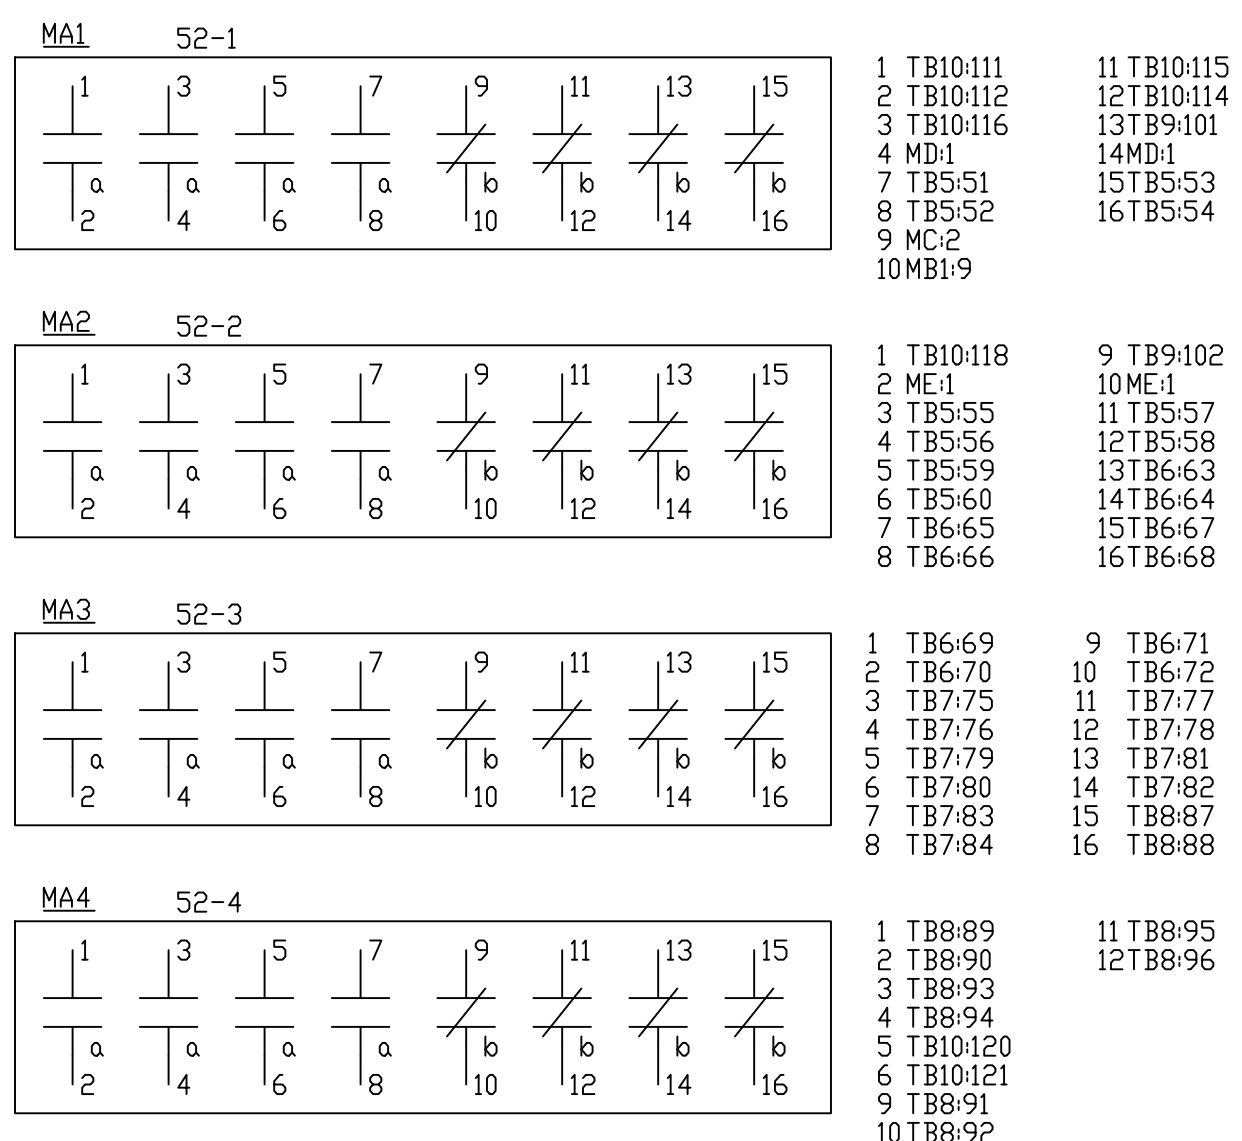 MA1 52-1
1 3 5 7 9 11 13 15
a a a a b b b b
2 4 6 8 10 12 14 16
1 TB10:111 11 TB10:115
2 TB10:112 12 TB10:114
3 TB10:116 13 TB9:101
4 MD:1 14 MD:1
7 TB5:51 15 TB5:53
8 TB5:52 16 TB5:54
9 MC:2
10 MB1:9
MA2 52-2
1 3 5 7 9 11 13 15
a a a a b b b b
2 4 6 8 10 12 14 16
1 TB10:118 9 TB9:102
2 ME:1 10 ME:1
3 TB5:55 11 TB5:57
4 TB5:56 12 TB5:58
5 TB5:59 13 TB6:63
6 TB5:60 14 TB6:64
7 TB6:65 15 TB6:67
8 TB6:66 16 TB6:68
MA3 52-3
1 3 5 7 9 11 13 15
a a a a b b b b
2 4 6 8 10 12 14 16
1 TB6:69 9 TB6:71
2 TB6:70 10 TB6:72
3 TB7:75 11 TB7:77
4 TB7:76 12 TB7:78
5 TB7:79 13 TB7:81
6 TB7:80 14 TB7:82
7 TB7:83 15 TB8:87
8 TB7:84 16 TB8:88
MA4 52-4
1 3 5 7 9 11 13 15
a a a a b b b b
2 4 6 8 10 12 14 16
1 TB8:89 11 TB8:95
2 TB8:90 12 TB8:96
3 TB8:93
4 TB8:94
5 TB10:120
6 TB10:121
9 TB8:91
10 TB8:92